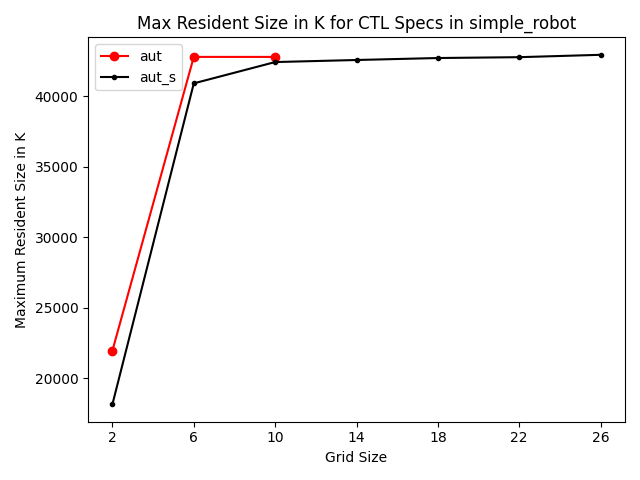 Max Resident Size in K for CTL Specs in simple_robot
aut
aut_s
Maximum Resident Size in K
40000
35000
30000
25000
20000
2 6 10 14 18 22 26
Grid Size